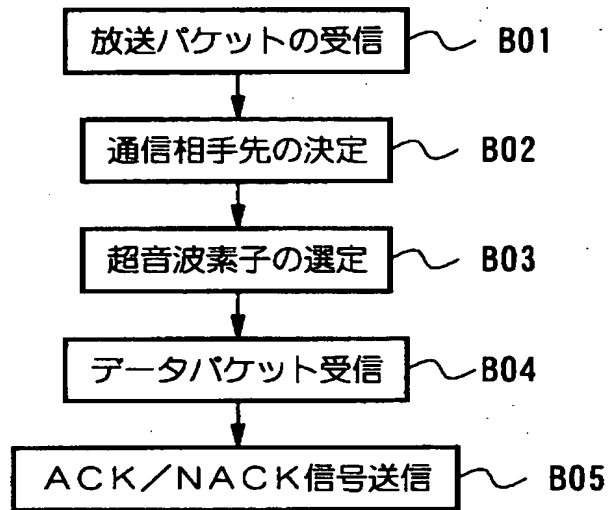 放送パケットの受信 B01
通信相手先の決定 B02
超音波素子の選定 B03
データパケット受信 B04
ACK/NACK信号送信 B05